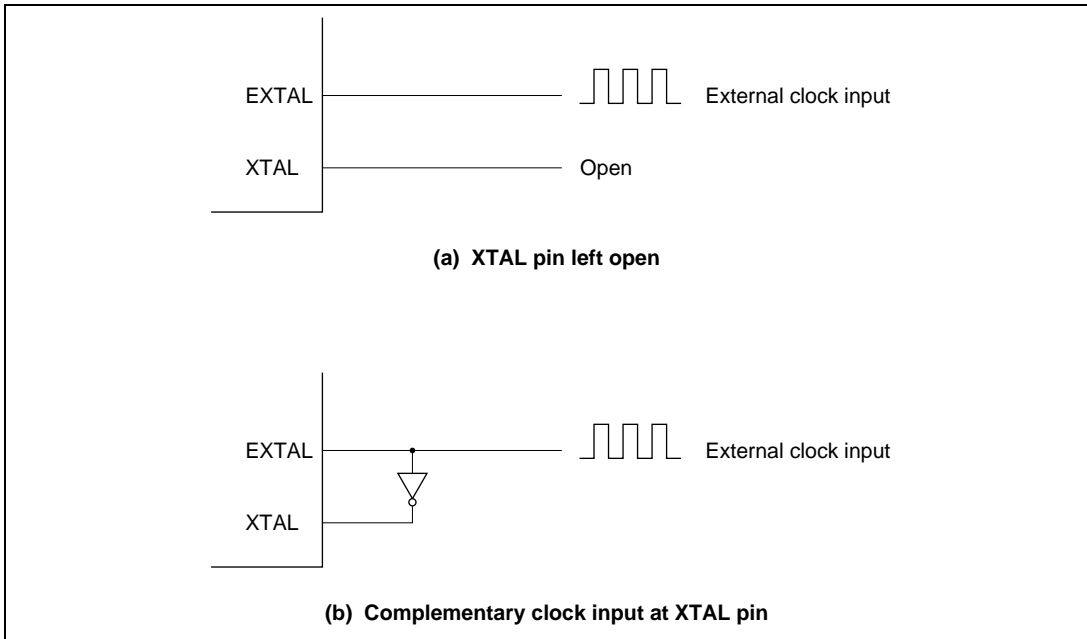 EXTAL External clock input
XTAL Open
(a) XTAL pin left open
EXTAL External clock input
XTAL
(b) Complementary clock input at XTAL pin